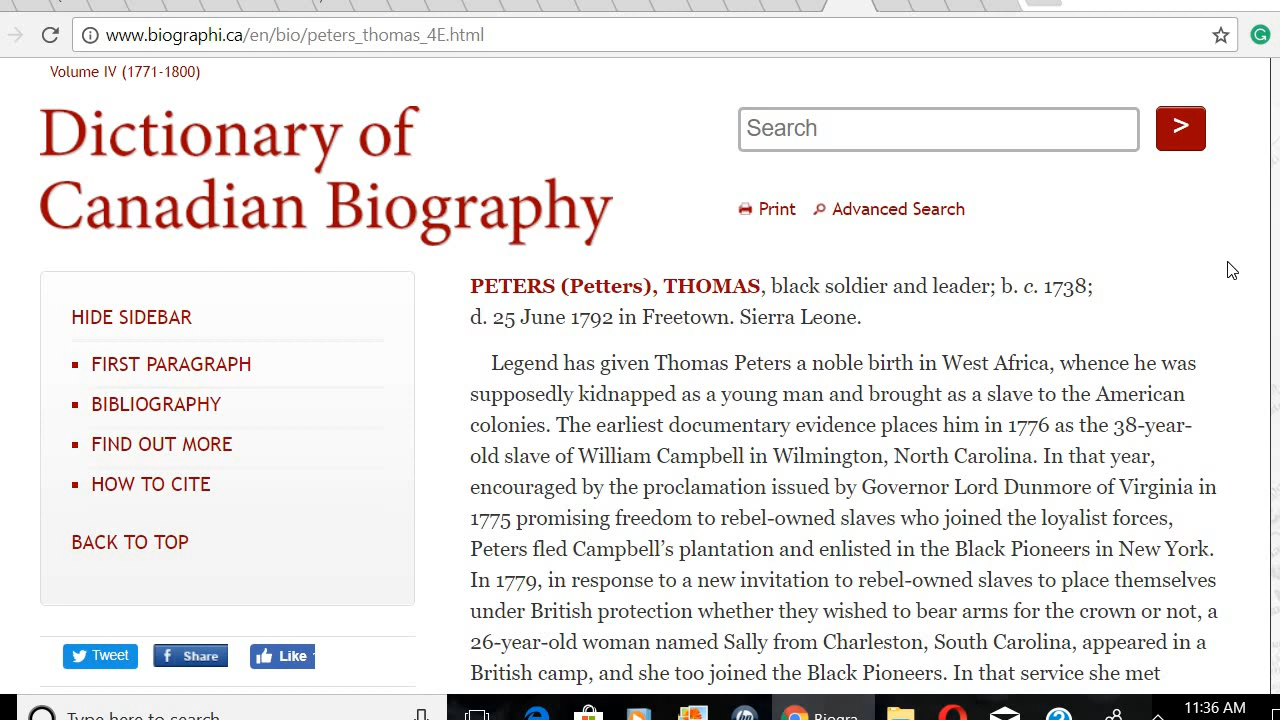 www.biographi.ca/en/bio/peters_thomas_4E.html
Volume IV (1771-1800)
Dictionary of
Canadian Biography
Search
>
Print
Advanced Search
HIDE SIDEBAR
FIRST PARAGRAPH
BIBLIOGRAPHY
FIND OUT MORE
HOW TO CITE
BACK TO TOP
Tweet
Share
Like
PETERS (Petters), THOMAS, black soldier and leader; b. c. 1738;
d. 25 June 1792 in Freetown. Sierra Leone.
Legend has given Thomas Peters a noble birth in West Africa, whence he was
supposedly kidnapped as a young man and brought as a slave to the American
colonies. The earliest documentary evidence places him in 1776 as the 38-year-
old slave of William Campbell in Wilmington, North Carolina. In that year,
encouraged by the proclamation issued by Governor Lord Dunmore of Virginia in
1775 promising freedom to rebel-owned slaves who joined the loyalist forces,
Peters fled Campbell’s plantation and enlisted in the Black Pioneers in New York.
In 1779, in response to a new invitation to rebel-owned slaves to place themselves
under British protection whether they wished to bear arms for the crown or not, a
26-year-old woman named Sally from Charleston, South Carolina, appeared in a
British camp, and she too joined the Black Pioneers. In that service she met
Type here to search
Biogra
11:36 AM